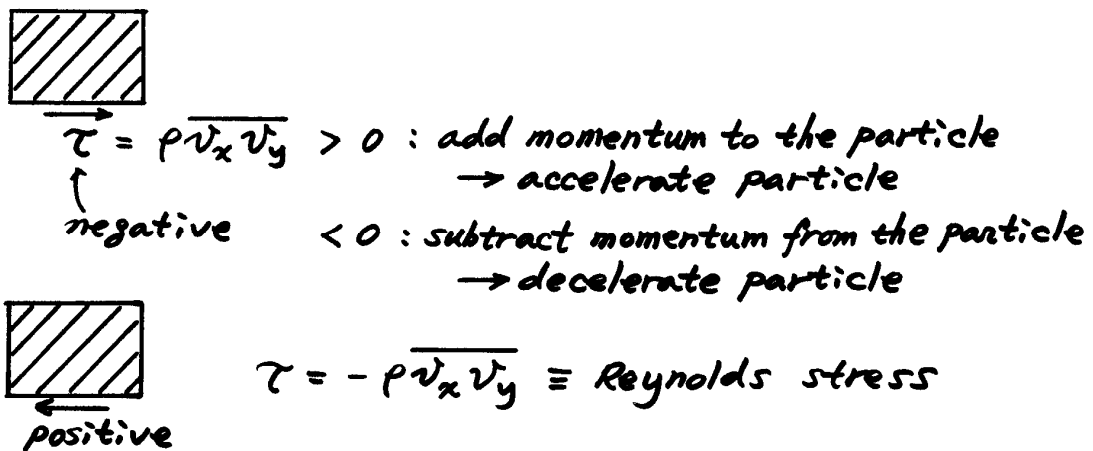 τ = ρ\overline{v_x v_y} > 0 : add momentum to the particle
→ accelerate particle
negative < 0 : subtract momentum from the particle
→ decelerate particle
τ = - ρ\overline{v_x v_y} ≡ Reynolds stress
positive